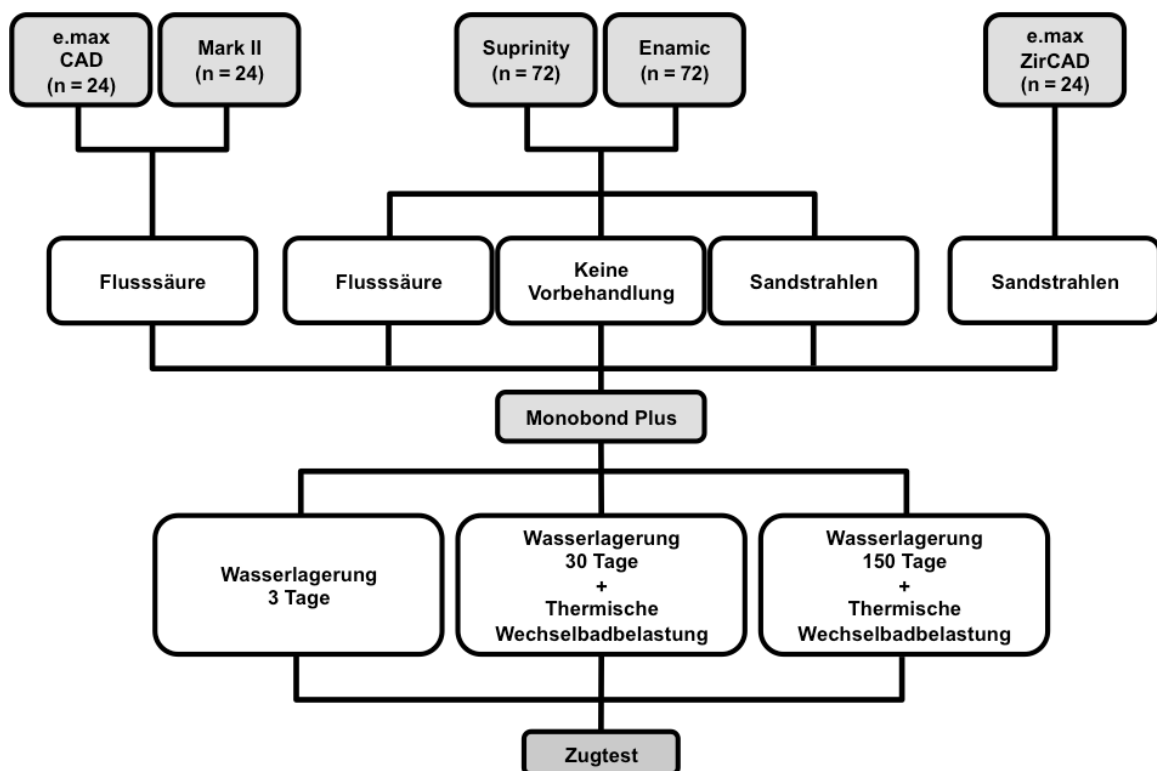 e.max
CAD
(n = 24)
Mark II
(n = 24)
Suprinity
(n = 72)
Enamic
(n = 72)
e.max
ZirCAD
(n = 24)
Flusssäure
Flusssäure
Keine
Vorbehandlung
Sandstrahlen
Sandstrahlen
Monobond Plus
Wasserlagerung
3 Tage
Wasserlagerung
30 Tage
+
Thermische
Wechselbadbelastung
Wasserlagerung
150 Tage
+
Thermische
Wechselbadbelastung
Zugtest